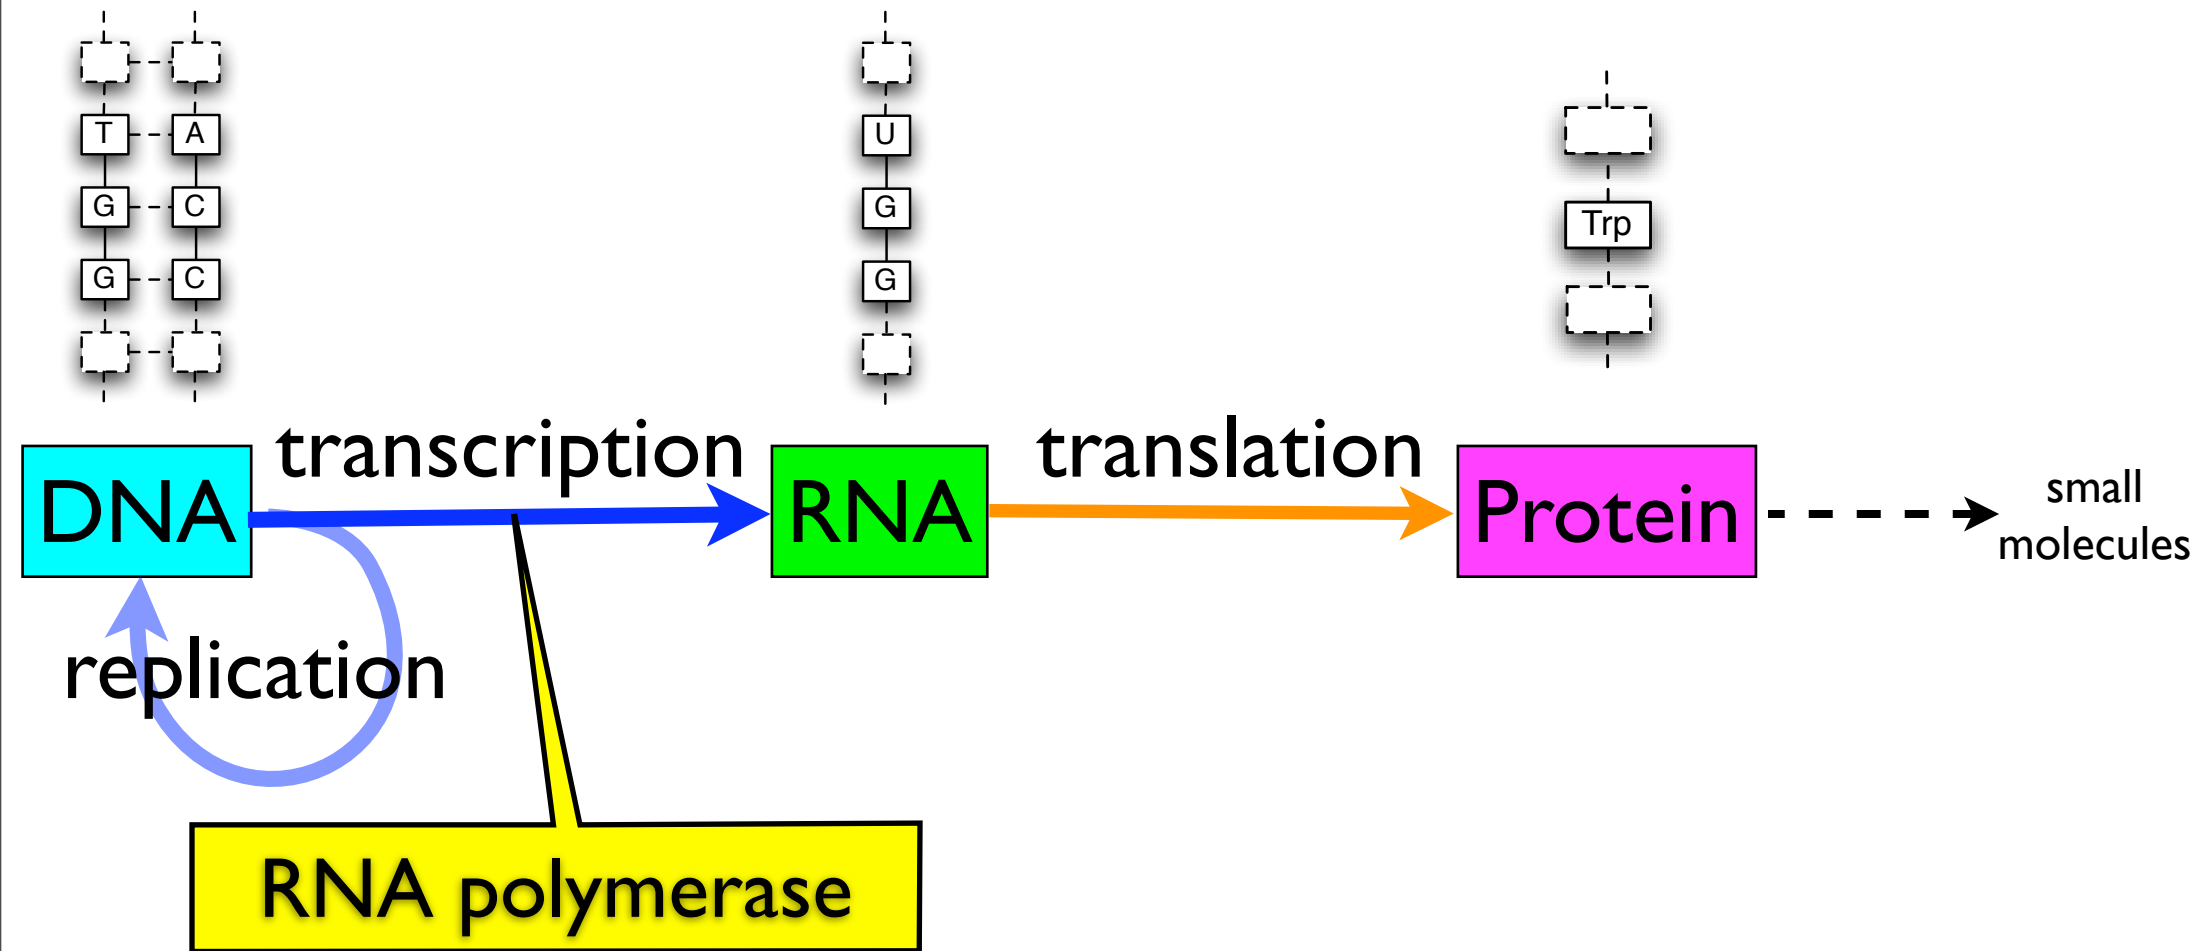 T A
G C
G C
U
G
G
Trp
transcription
translation
DNA
RNA
Protein
small
molecules
replication
RNA polymerase